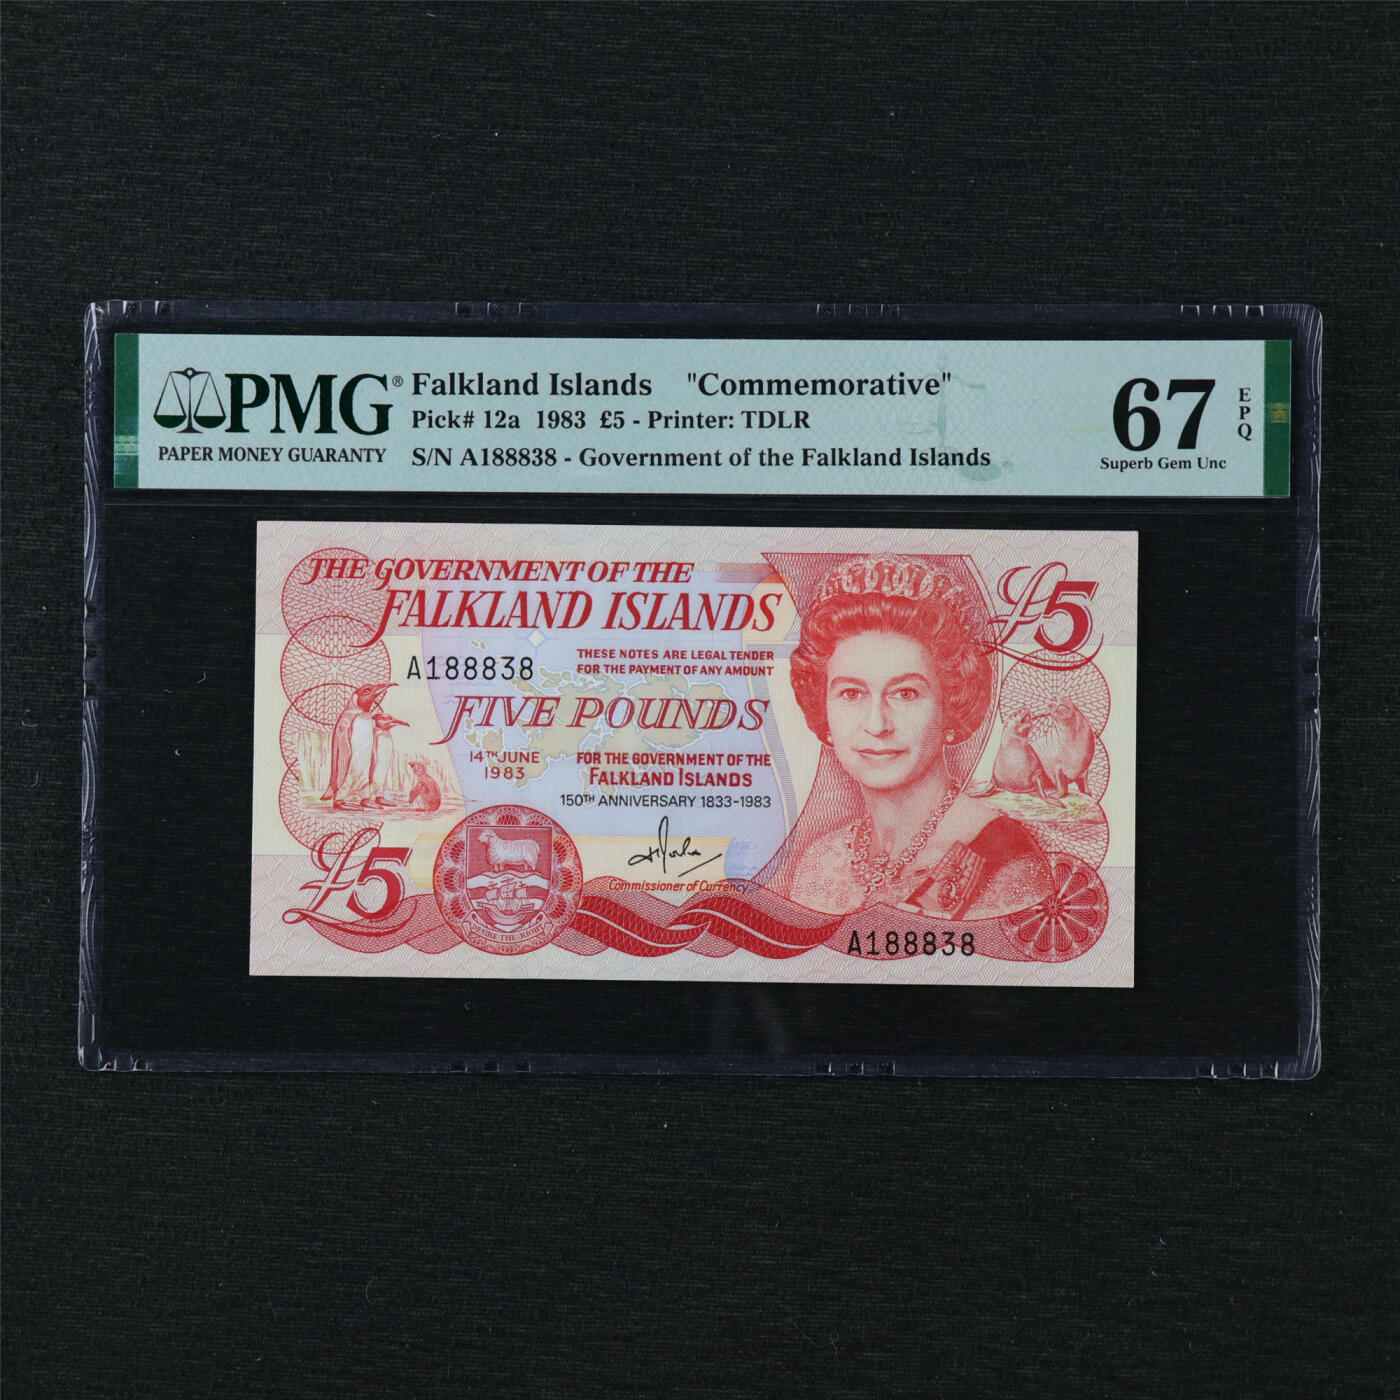 PMG®
PAPER MONEY GUARANTY
Falkland Islands "Commemorative"
Pick# 12a 1983 £5 - Printer: TDLR
S/N A188838 - Government of the Falkland Islands
67
EPQ
Superb Gem Unc
THE GOVERNMENT OF THE
FALKLAND ISLANDS
£5
THESE NOTES ARE LEGAL TENDER
FOR THE PAYMENT OF ANY AMOUNT
A188838
FIVE POUNDS
14TH JUNE
1983
FOR THE GOVERNMENT OF THE
FALKLAND ISLANDS
150TH ANNIVERSARY 1833-1983
£5
Commissioner of Currency
DESIRE THE RIGHT
A188838